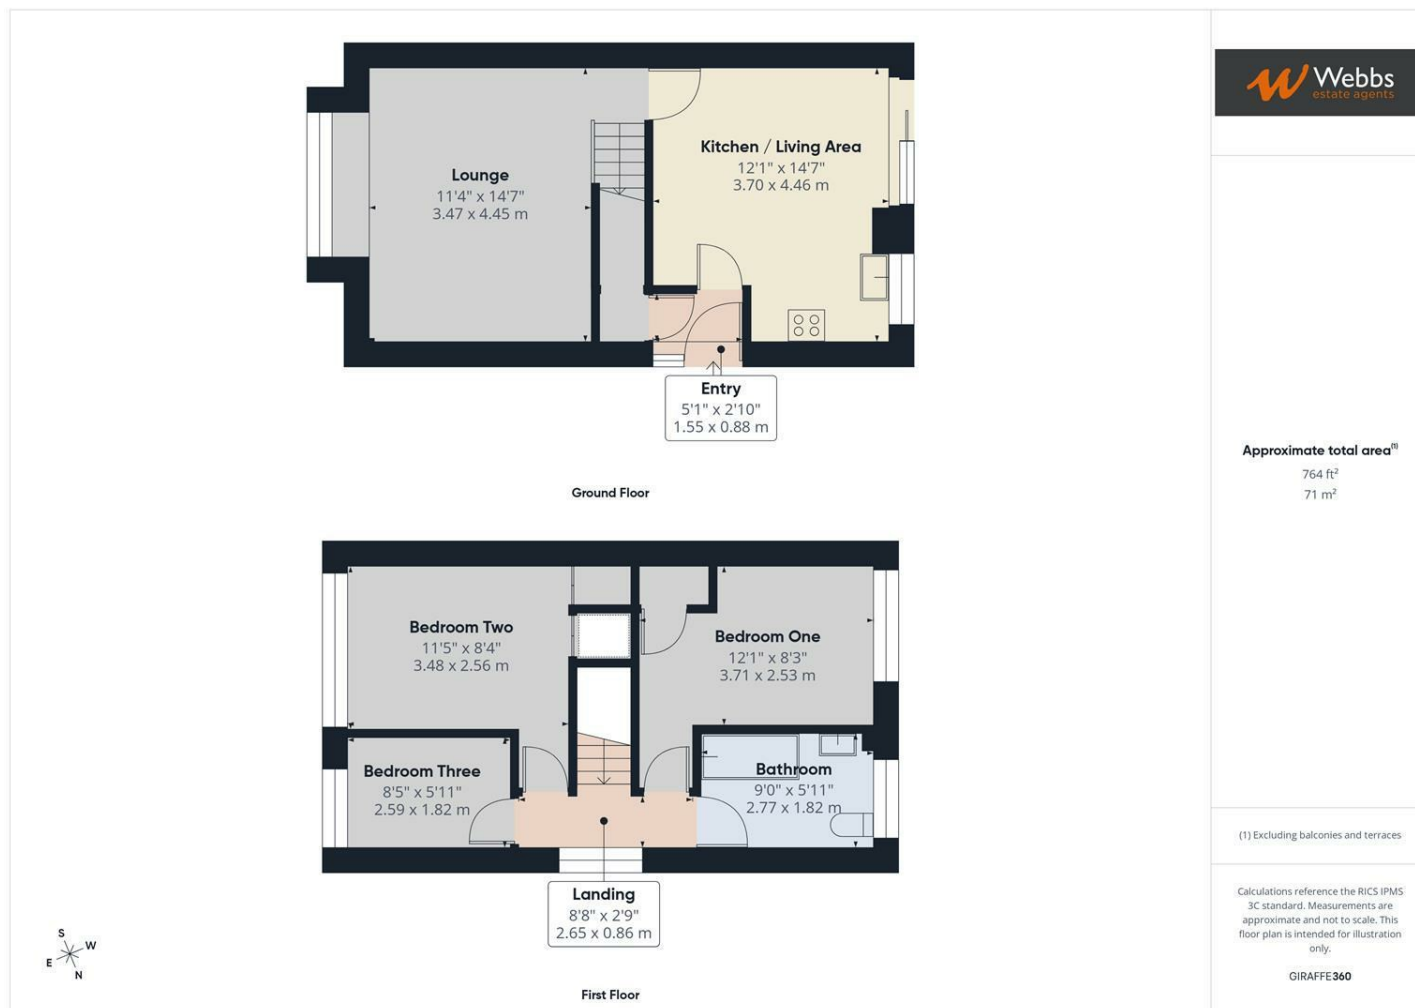 Lounge
11'4" x 14'7"
3.47 x 4.45 m
Kitchen / Living Area
12'1" x 14'7"
3.70 x 4.46 m
Entry
5'1" x 2'10"
1.55 x 0.88 m
Ground Floor
Bedroom Two
11'5" x 8'4"
3.48 x 2.56 m
Bedroom One
12'1" x 8'3"
3.71 x 2.53 m
Bedroom Three
8'5" x 5'11"
2.59 x 1.82 m
Bathroom
9'0" x 5'11"
2.77 x 1.82 m
Landing
8'8" x 2'9"
2.65 x 0.86 m
First Floor
S
W
E
N
Webbs
estate agents
Approximate total area(1)
764 ft²
71 m²
(1) Excluding balconies and terraces
Calculations reference the RICS IPMS
3C standard. Measurements are
approximate and not to scale. This
floor plan is intended for illustration
only.
GIRAFFE360